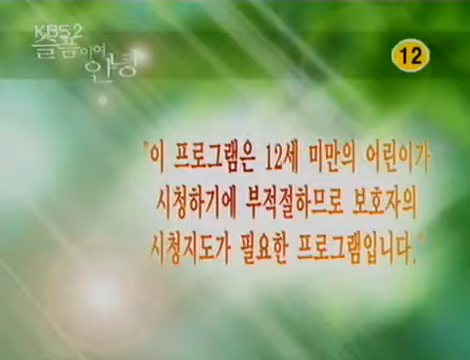 KBS2
슬픔이여
안녕
12
"이 프로그램은 12세 미만의 어린이가
시청하기에 부적절하므로 보호자의
시청지도가 필요한 프로그램입니다."